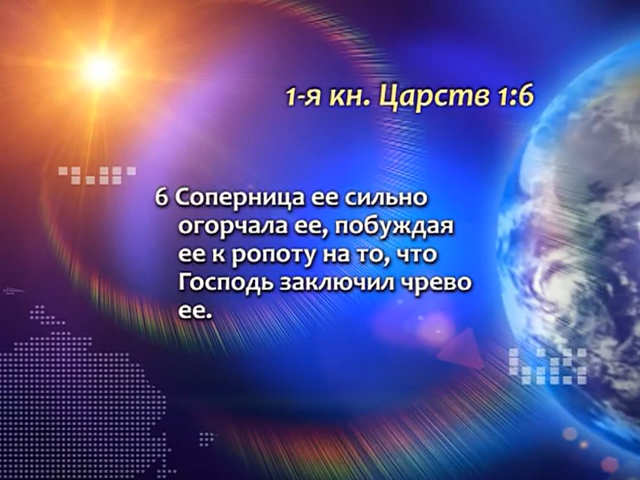 1-я кн. Царств 1:6
6 Соперница ее сильно
огорчала ее, побуждая
ее к ропоту на то, что
Господь заключил чрево
ее.